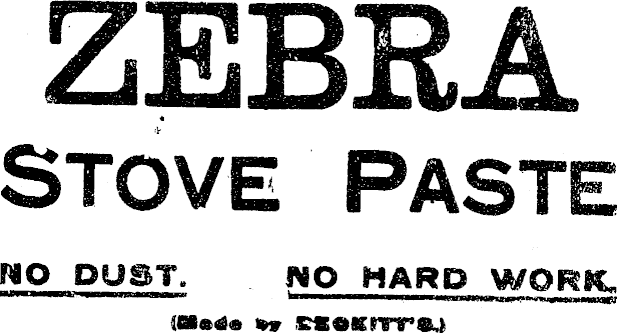 ZEBRA
STOVE PASTE
NO DUST. NO HARD WORK.
(Made by